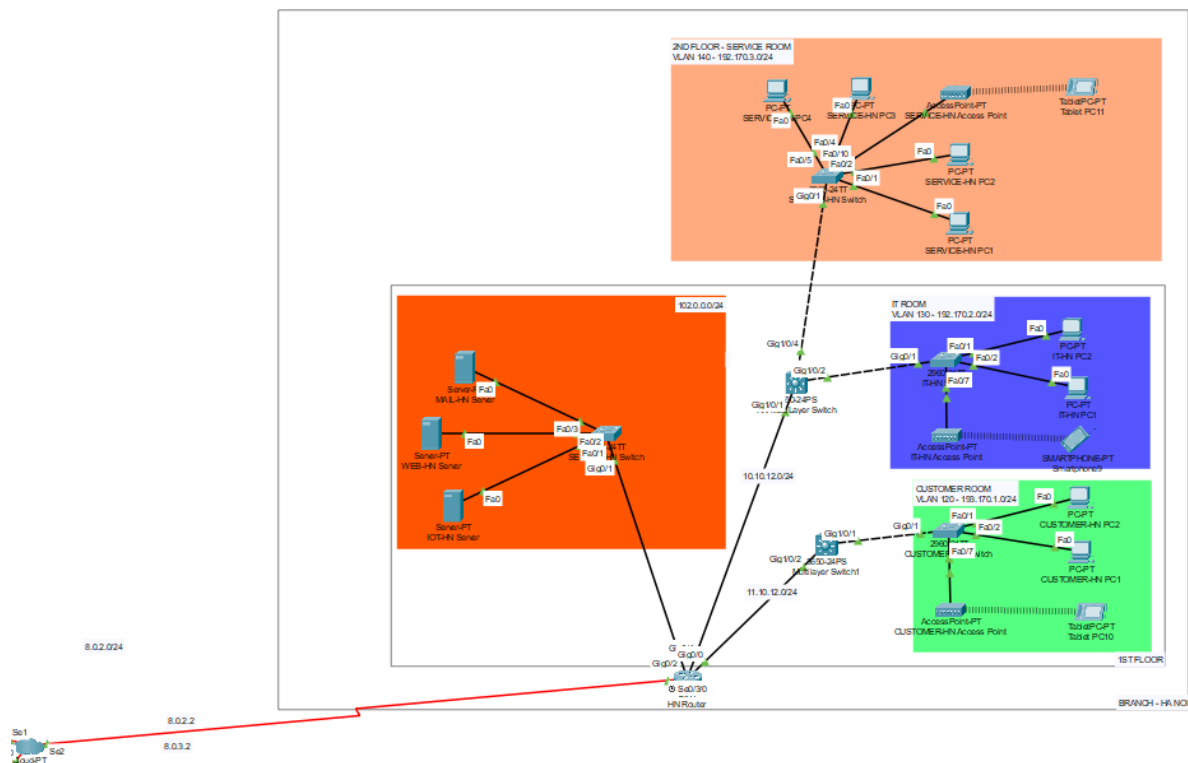 2ND FLOOR - SERVICE ROOM
VLAN 140 - 192.170.3.0/24
Fa0
PC-PT
SERVICE-HN PC3
AccessPoint-PT
SERVICE-HN Access Point
TabletPC-PT
Tablet PC11
Fa0
Fa0/4
Fa0/10
Fa0/5
Fa0/2
Fa0/1
Gig0/1
Fa0
PC-PT
SERVICE-HN PC2
Fa0
PC-PT
SERVICE-HN PC1
102.0.0.0/24
IT ROOM
VLAN 130 - 192.170.2.0/24
Gig1/0/4
Gig1/0/2
Gig1/0/1
Layer Switch
Gig0/1
Fa0/1
Fa0/2
Fa0/7
Fa0
PC-PT
IT-HN PC2
Fa0
PC-PT
IT-HN PC1
AccessPoint-PT
IT-HN Access Point
SMARTPHONE-PT
Smartphone9
Fa0
MAIL-HN Server
Server-PT
WEB-HN Server
Fa0
Server-PT
IOT-HN Server
Fa0
Fa0/3
Fa0/2
Fa0/1
Gig0/1
10.10.12.0/24
CUSTOMER ROOM
VLAN 120 - 193.170.1.0/24
Gig1/0/1
Gig1/0/2
Multilayer Switch1
11.10.12.0/24
Gig0/1
Fa0/1
Fa0/2
Fa0/7
Fa0
PC-PT
CUSTOMER-HN PC2
Fa0
PC-PT
CUSTOMER-HN PC1
AccessPoint-PT
CUSTOMER-HN Access Point
TabletPC-PT
Tablet PC10
1ST FLOOR
8.0.2.0/24
Gig0/2
Gig0/0
Se0/3/0
HN Router
BRANCH - HA NOI
8.0.2.2
8.0.3.2
Se1
Se2